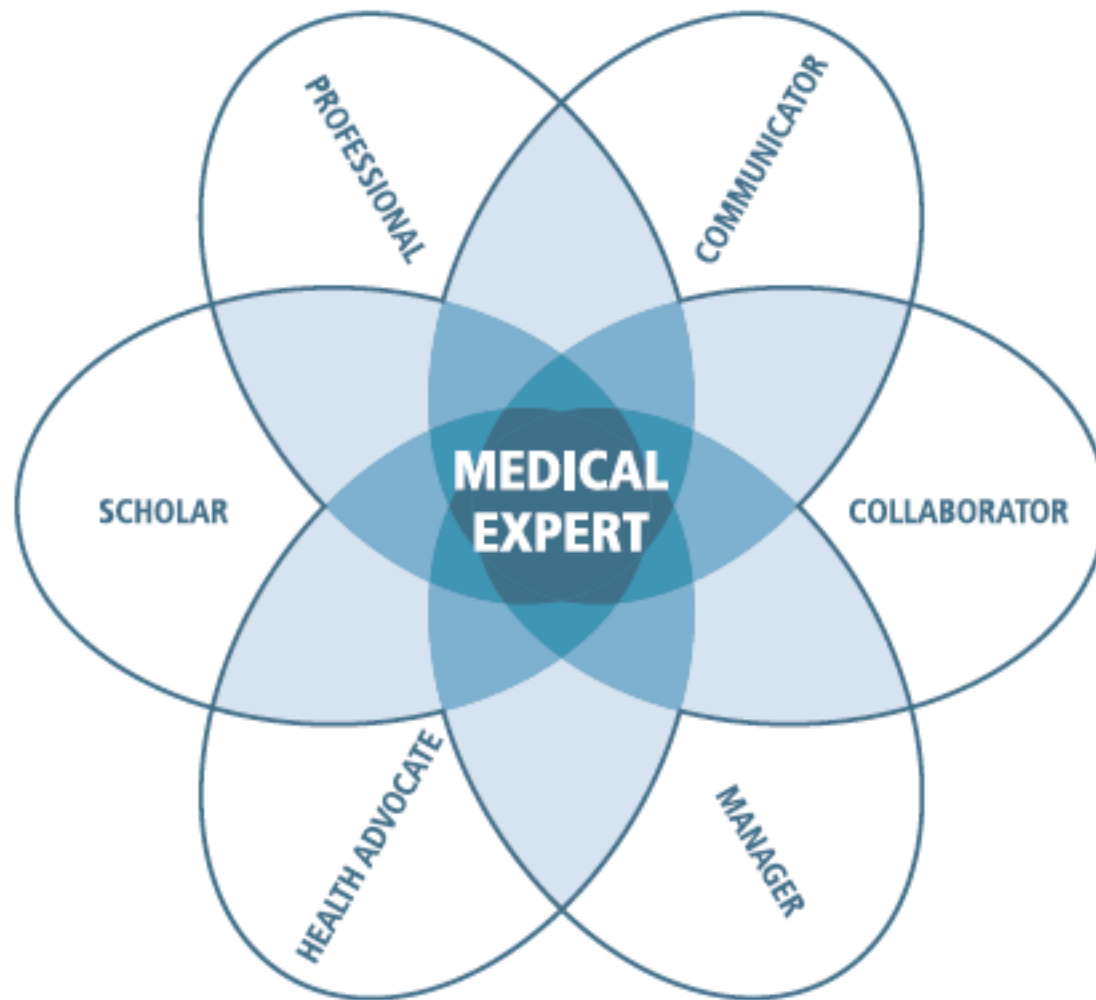 PROFESSIONAL
COMMUNICATOR
SCHOLAR
MEDICAL
EXPERT
COLLABORATOR
HEALTH ADVOCATE
MANAGER